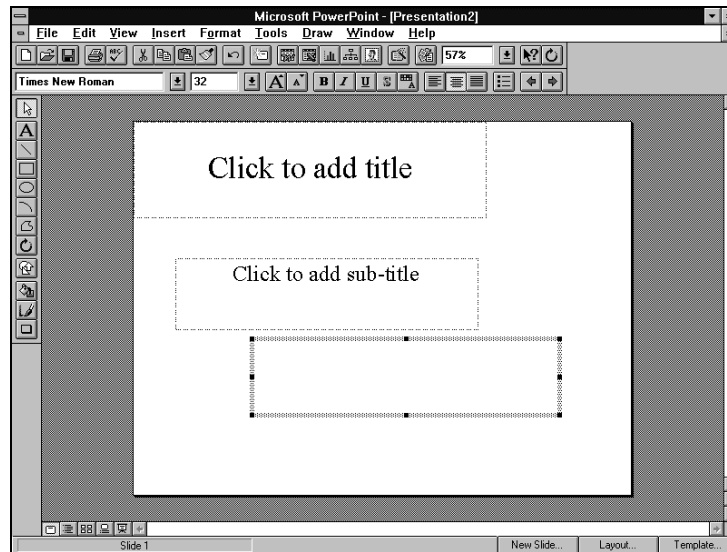 Microsoft PowerPoint - [Presentation2]
File Edit View Insert Format Tools Draw Window Help
57%
Times New Roman 32 A A B I U S
A
Click to add title
Click to add sub-title
Slide 1 New Slide... Layout... Template...